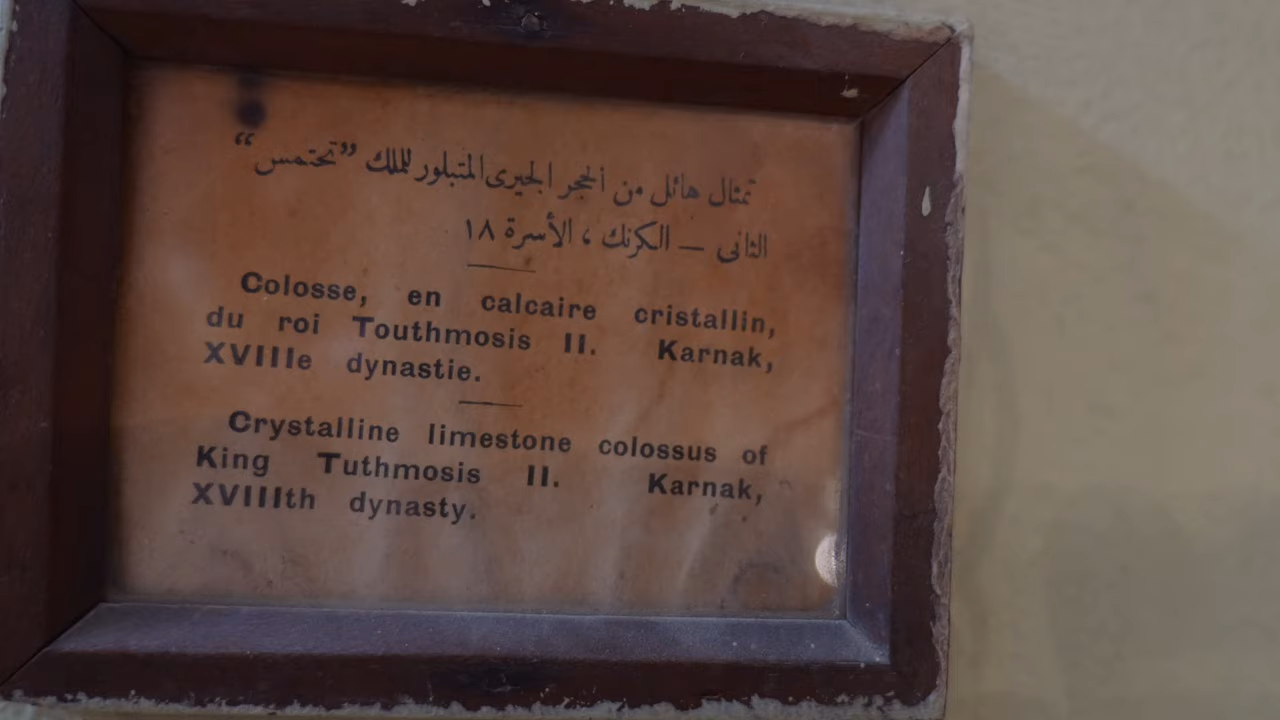 تمثال هائل من الحجر الجيرى المتبلور للملك ”تحتمس“
الثانى — الكرنك ، الأسرة ١٨
Colosse, en calcaire cristallin,
du roi Touthmosis II. Karnak,
XVIIIe dynastie.
Crystalline limestone colossus of
King Tuthmosis II. Karnak,
XVIIIth dynasty.